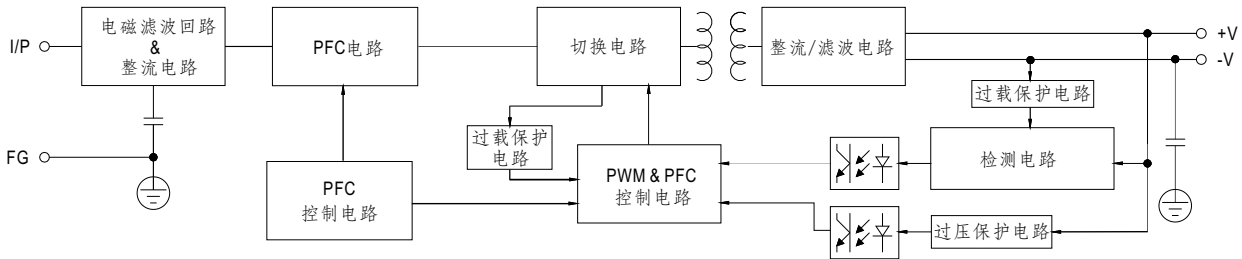 I/P
电磁滤波回路
&
整流电路
PFC电路
切换电路
整流/滤波电路
+V
-V
过载保护电路
FG
过载保护
电路
检测电路
PFC
控制电路
PWM & PFC
控制电路
过压保护电路